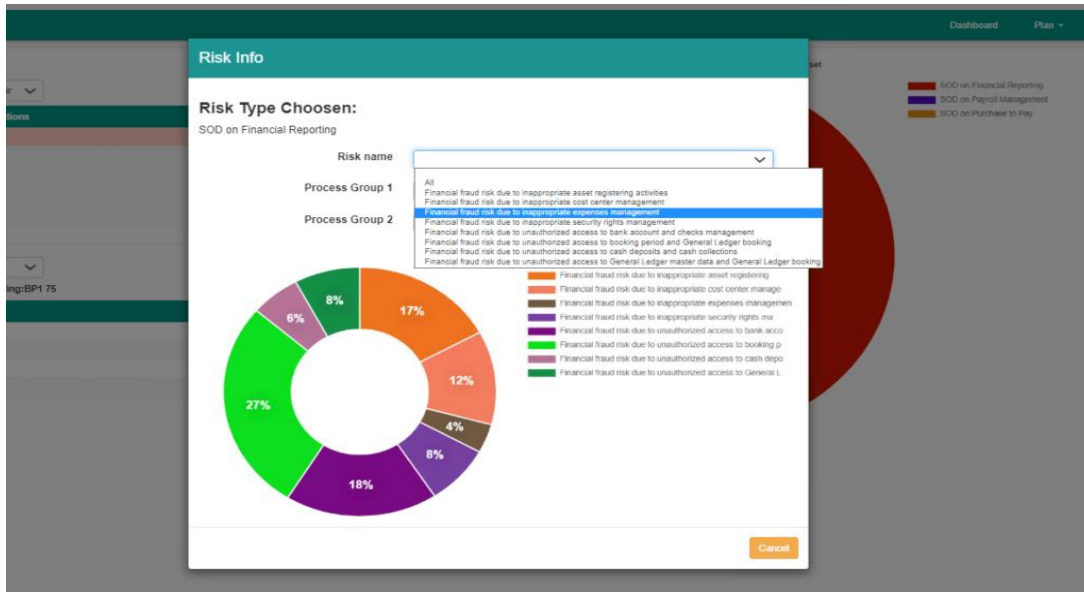 Dashboard Plan
Risk Info
set
SOD on Financial Reporting
SOD on Payroll Management
SOD on Purchase to Pay
tions
Risk Type Choosen:
SOD on Financial Reporting
Risk name
Process Group 1
Process Group 2
All
Financial fraud risk due to inappropriate asset registering activities
Financial fraud risk due to inappropriate cost center management
Financial fraud risk due to inappropriate expenses management
Financial fraud risk due to inappropriate security rights management
Financial fraud risk due to unauthorized access to bank account and checks management
Financial fraud risk due to unauthorized access to booking period and General Ledger booking
Financial fraud risk due to unauthorized access to cash deposits and cash collections
Financial fraud risk due to unauthorized access to General Ledger master data and General Ledger booking
ing:BP1 75
Financial fraud risk due to inappropriate asset registering
Financial fraud risk due to inappropriate cost center manage
Financial fraud risk due to inappropriate expenses managemen
Financial fraud risk due to inappropriate security rights ma
Financial fraud risk due to unauthorized access to bank acco
Financial fraud risk due to unauthorized access to booking p
Financial fraud risk due to unauthorized access to cash depo
Financial fraud risk due to unauthorized access to General L
8%
17%
6%
12%
27%
4%
8%
18%
Cancel